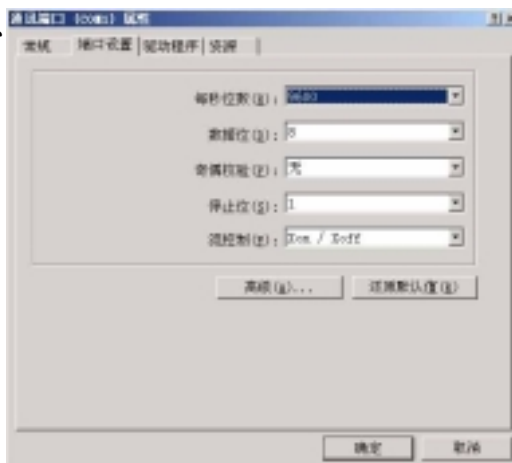 通讯端口 (com1) 属性
常规 端口设置 驱动程序 资源
每秒位数(B): 9600
数据位(D): 8
奇偶校验(P): 无
停止位(S): 1
流控制(F): Xon / Xoff
高级(A)... 还原默认值(R)
确定 取消